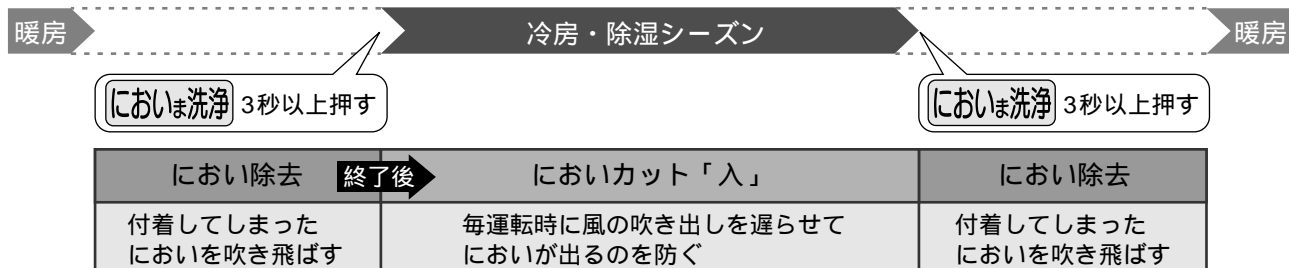 暖房
冷房・除湿シーズン
暖房
においま洗浄 3秒以上押す
においま洗浄 3秒以上押す
におい除去
終了後
においカット「入」
におい除去
付着してしまった
においを吹き飛ばす
毎運転時に風の吹き出しを遅らせて
においが出るのを防ぐ
付着してしまった
においを吹き飛ばす